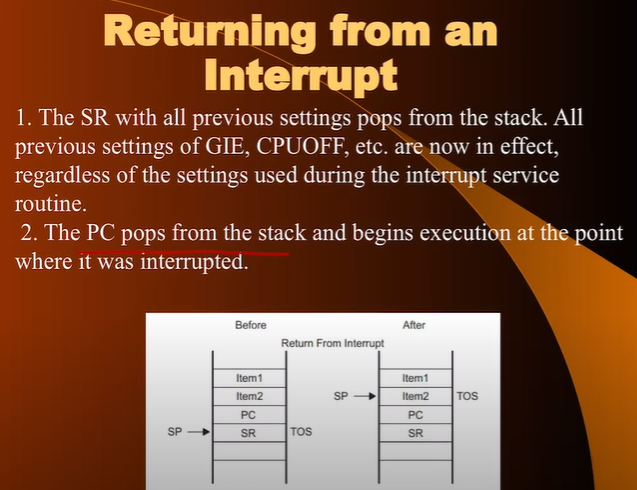 Returning from an
Interrupt
1. The SR with all previous settings pops from the stack. All
previous settings of GIE, CPUOFF, etc. are now in effect,
regardless of the settings used during the interrupt service
routine.
2. The PC pops from the stack and begins execution at the point
where it was interrupted.
Before After
Return From Interrupt
Item1 Item1
Item2 SP Item2 TOS
PC PC
SP SR TOS SR